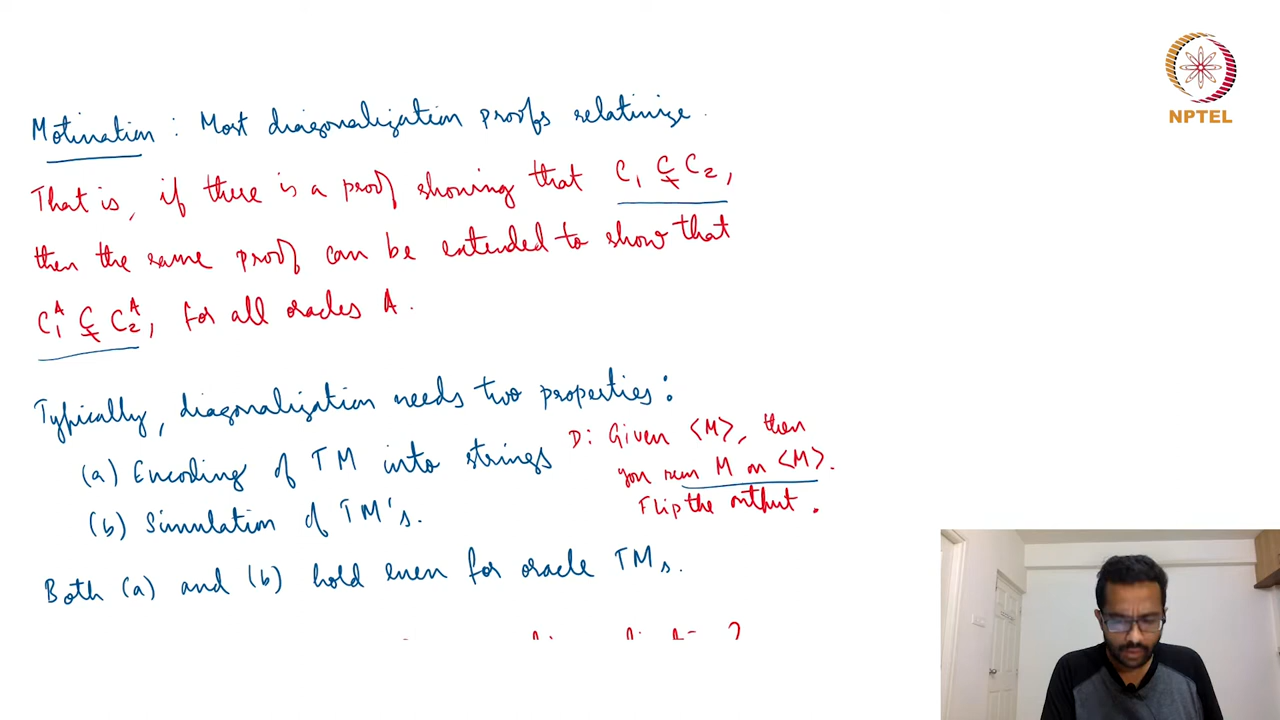 NPTEL
Motivation : Most diagonalization proofs relativize.
That is, if there is a proof showing that C₁ ⊊ C₂,
then the same proof can be extended to show that
C₁ᴬ ⊊ C₂ᴬ, for all oracles A.
Typically, diagonalization needs two properties:
(a) Encoding of TM into strings
(b) Simulation of TM's.
D: Given <M>, then
you run M on <M>.
Flip the output.
Both (a) and (b) hold even for oracle TMs.